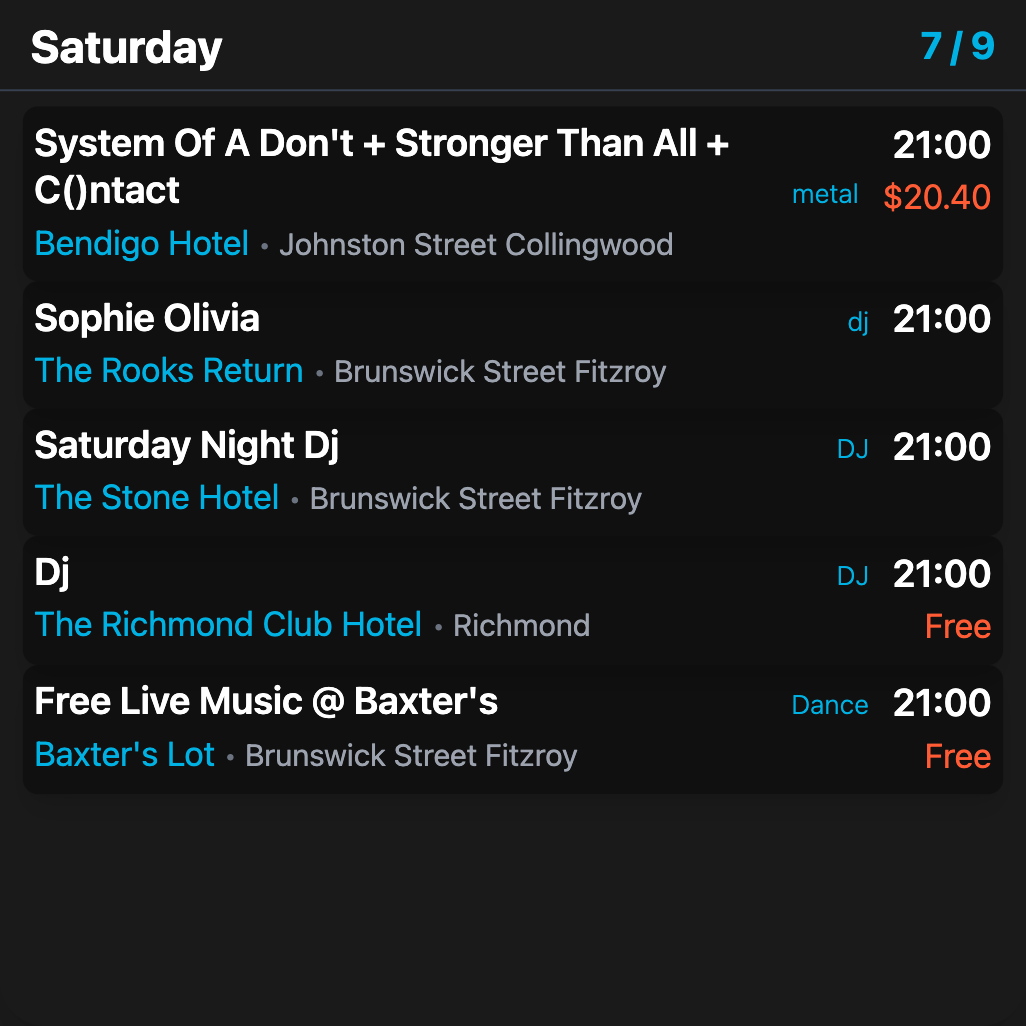 Saturday 7 / 9
System Of A Don't + Stronger Than All + 21:00
C()ntact metal $20.40
Bendigo Hotel • Johnston Street Collingwood
Sophie Olivia dj 21:00
The Rooks Return • Brunswick Street Fitzroy
Saturday Night Dj DJ 21:00
The Stone Hotel • Brunswick Street Fitzroy
Dj DJ 21:00
The Richmond Club Hotel • Richmond Free
Free Live Music @ Baxter's Dance 21:00
Baxter's Lot • Brunswick Street Fitzroy Free